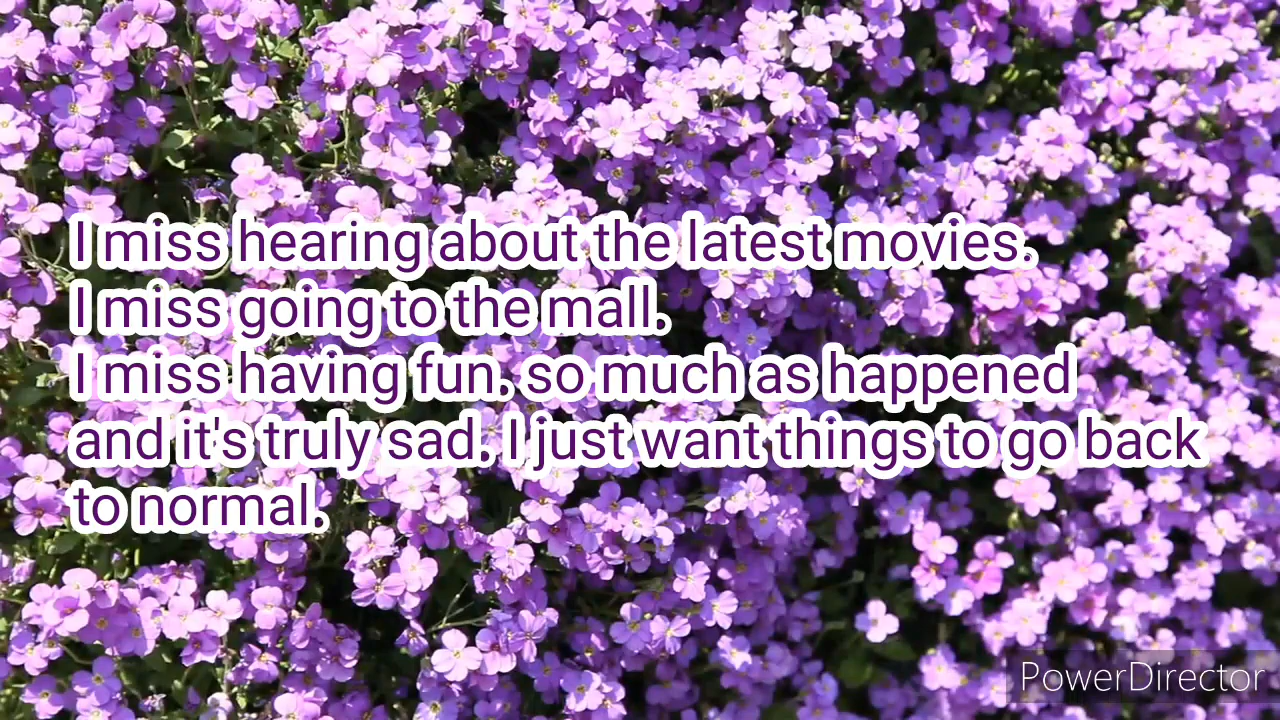 I miss hearing about the latest movies.
I miss going to the mall.
I miss having fun. so much as happened
and it's truly sad. I just want things to go back
to normal.
PowerDirector